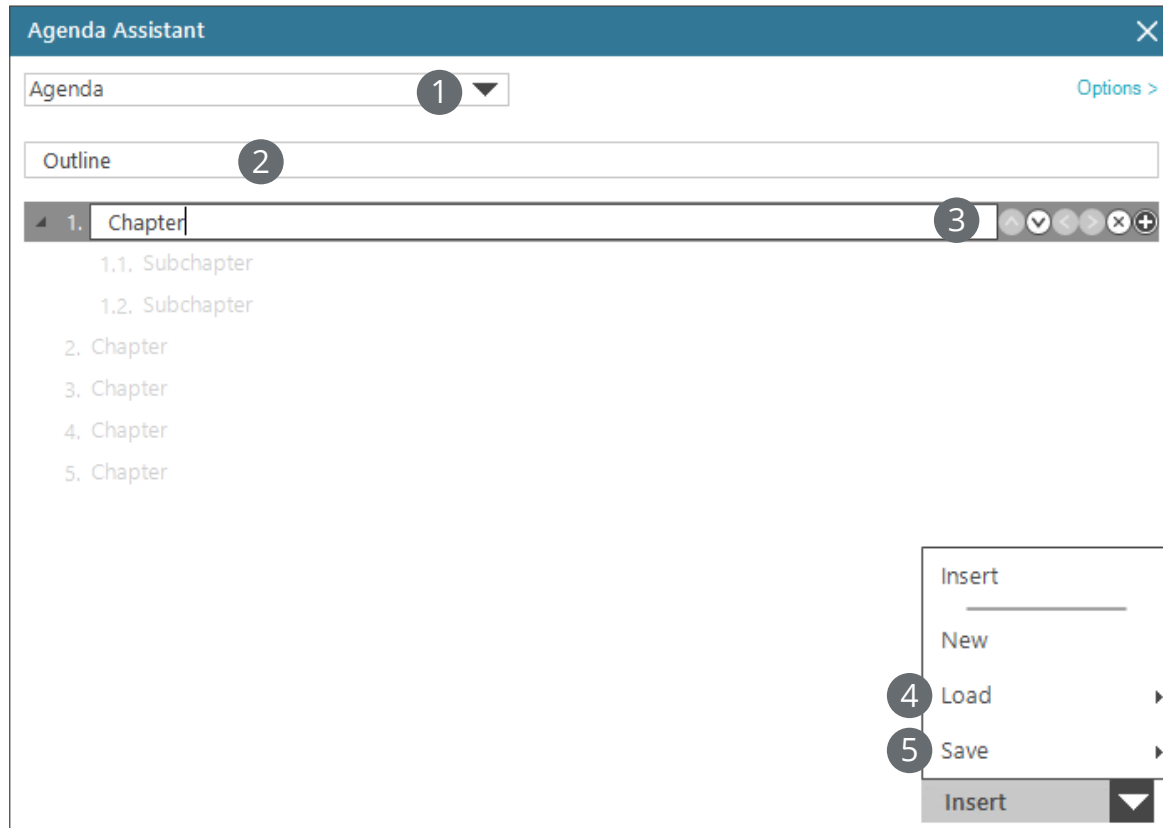 Agenda Assistant
Agenda 1
Options >
Outline 2
1. Chapter 3
1.1. Subchapter
1.2. Subchapter
2. Chapter
3. Chapter
4. Chapter
5. Chapter
Insert
New
4 Load
5 Save
Insert